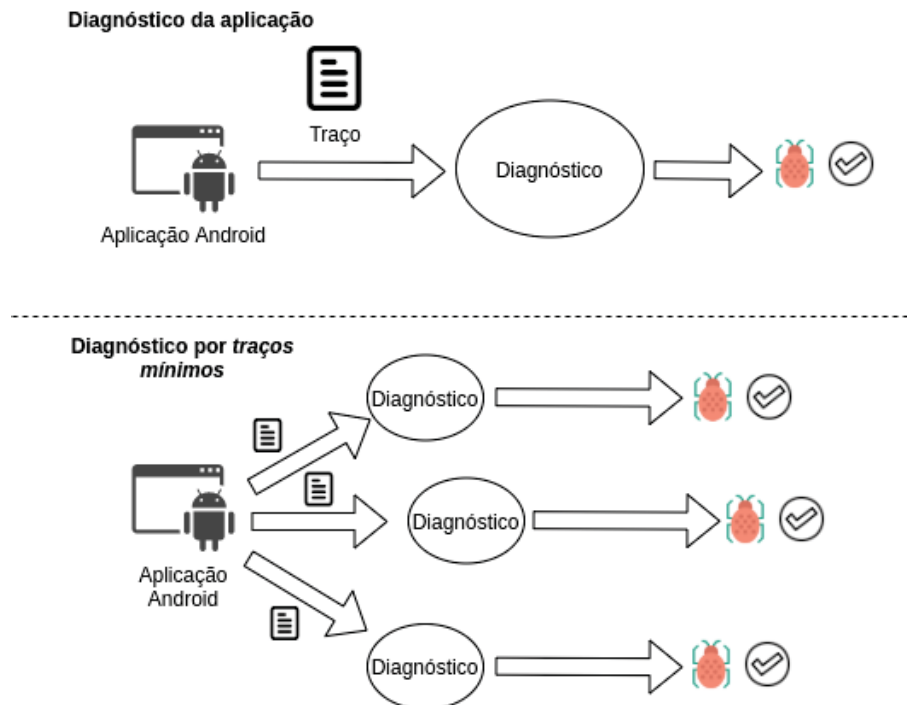 Diagnóstico da aplicação
Traço
Diagnóstico
Aplicação Android
Diagnóstico por traços
mínimos
Diagnóstico
Diagnóstico
Aplicação
Android
Diagnóstico